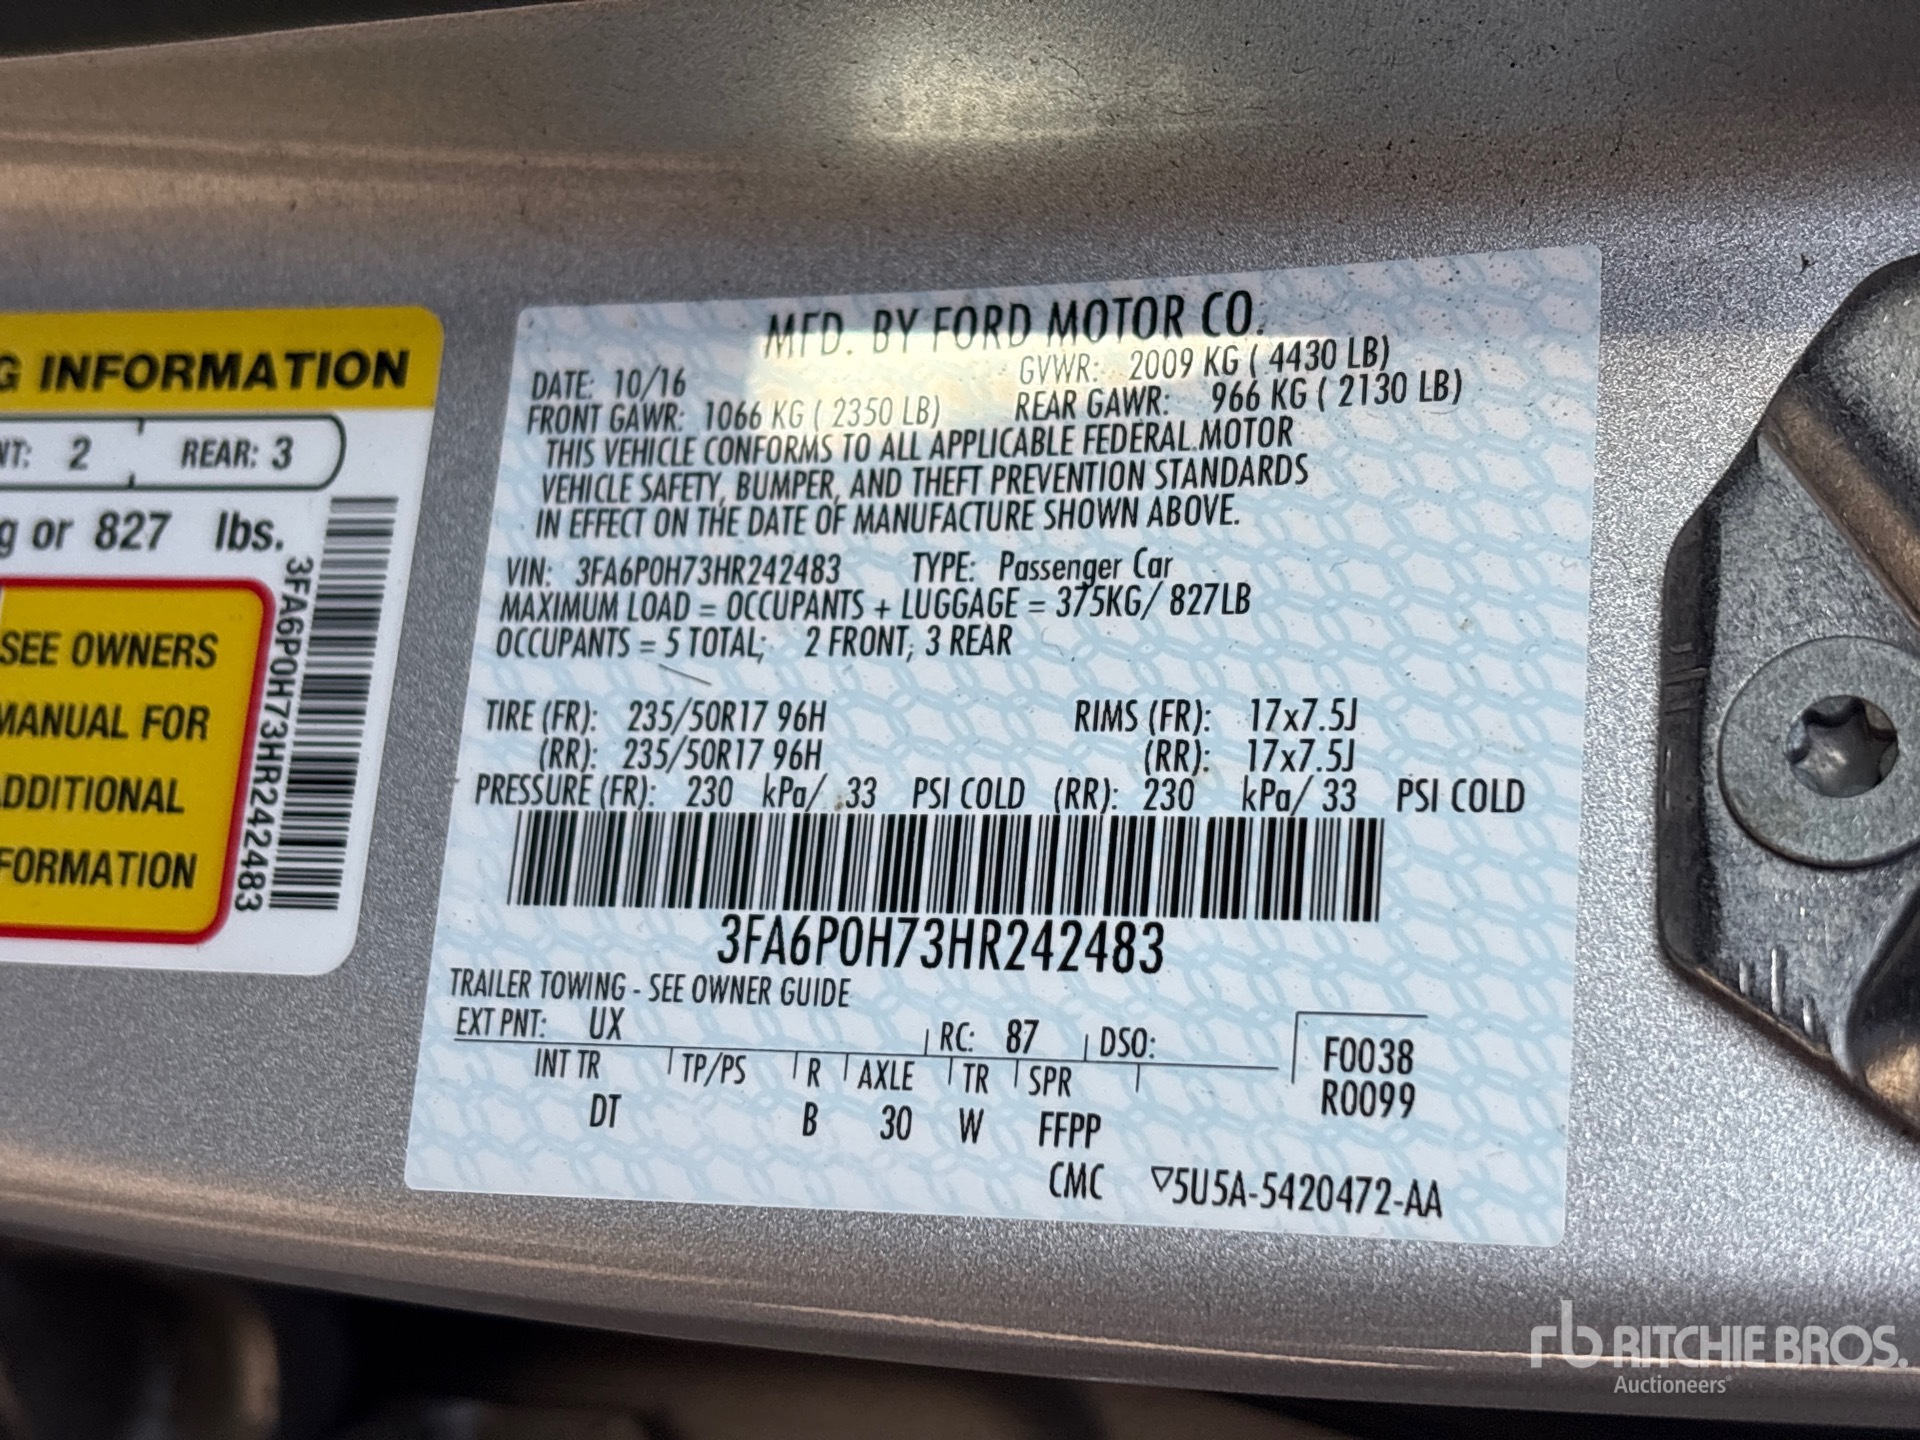 G INFORMATION
NT: 2 REAR: 3
g or 827 lbs.
SEE OWNERS
MANUAL FOR
ADDITIONAL
FORMATION
3FA6P0H73HR242483
MFD. BY FORD MOTOR CO.
DATE: 10/16 GVWR: 2009 KG ( 4430 LB)
FRONT GAWR: 1066 KG ( 2350 LB) REAR GAWR: 966 KG ( 2130 LB)
THIS VEHICLE CONFORMS TO ALL APPLICABLE FEDERAL MOTOR
VEHICLE SAFETY, BUMPER, AND THEFT PREVENTION STANDARDS
IN EFFECT ON THE DATE OF MANUFACTURE SHOWN ABOVE.
VIN: 3FA6P0H73HR242483 TYPE: Passenger Car
MAXIMUM LOAD = OCCUPANTS + LUGGAGE = 375KG/ 827LB
OCCUPANTS = 5 TOTAL; 2 FRONT, 3 REAR
TIRE (FR): 235/50R17 96H RIMS (FR): 17x7.5J
(RR): 235/50R17 96H (RR): 17x7.5J
PRESSURE (FR): 230 kPa/ 33 PSI COLD (RR): 230 kPa/ 33 PSI COLD
3FA6P0H73HR242483
TRAILER TOWING - SEE OWNER GUIDE
EXT PNT: UX RC: 87 DSO:
INT TR TP/PS R AXLE TR SPR
DT B 30 W FFPP
F0038
R0099
CMC ▽5U5A-5420472-AA
rb RITCHIE BROS.
Auctioneers